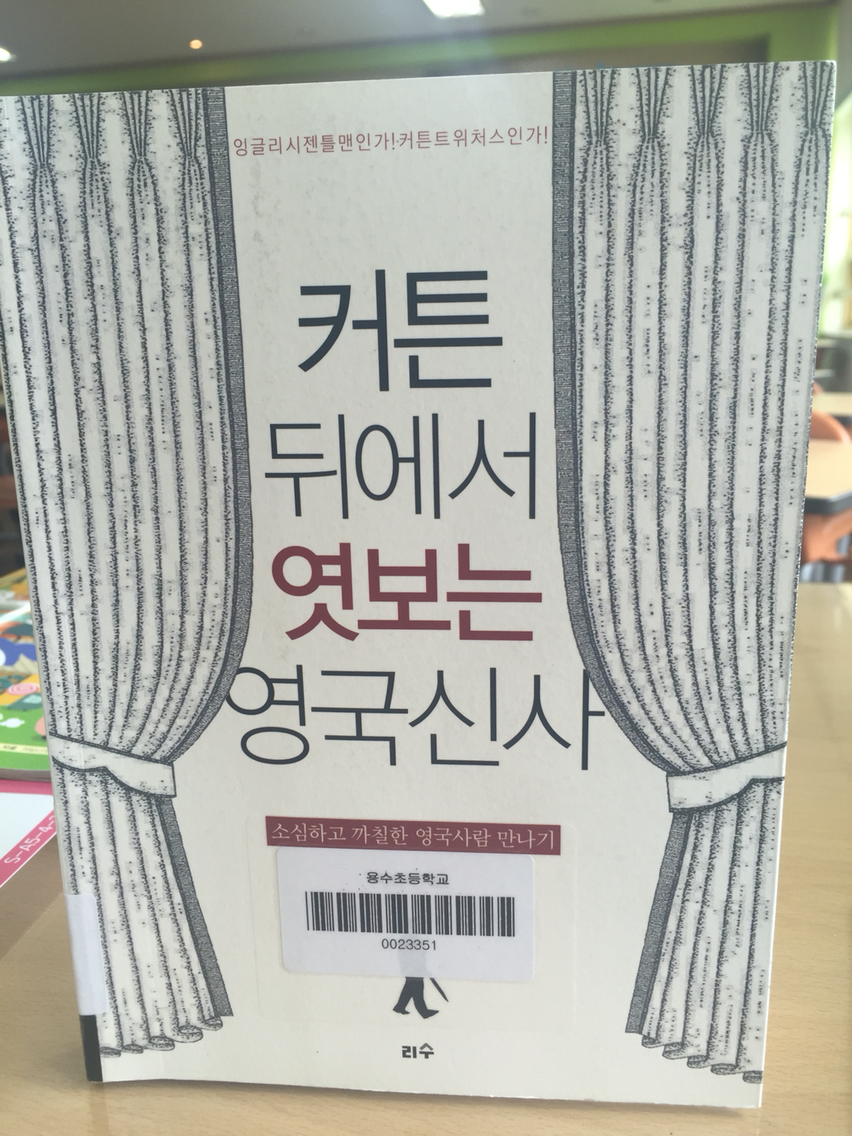 잉글리시젠틀맨인가!커튼트위처스인가!
커튼
뒤에서
엿보는
영국신사
소심하고 까칠한 영국사람 만나기
용수초등학교
0023351
리수
S-A5-4-